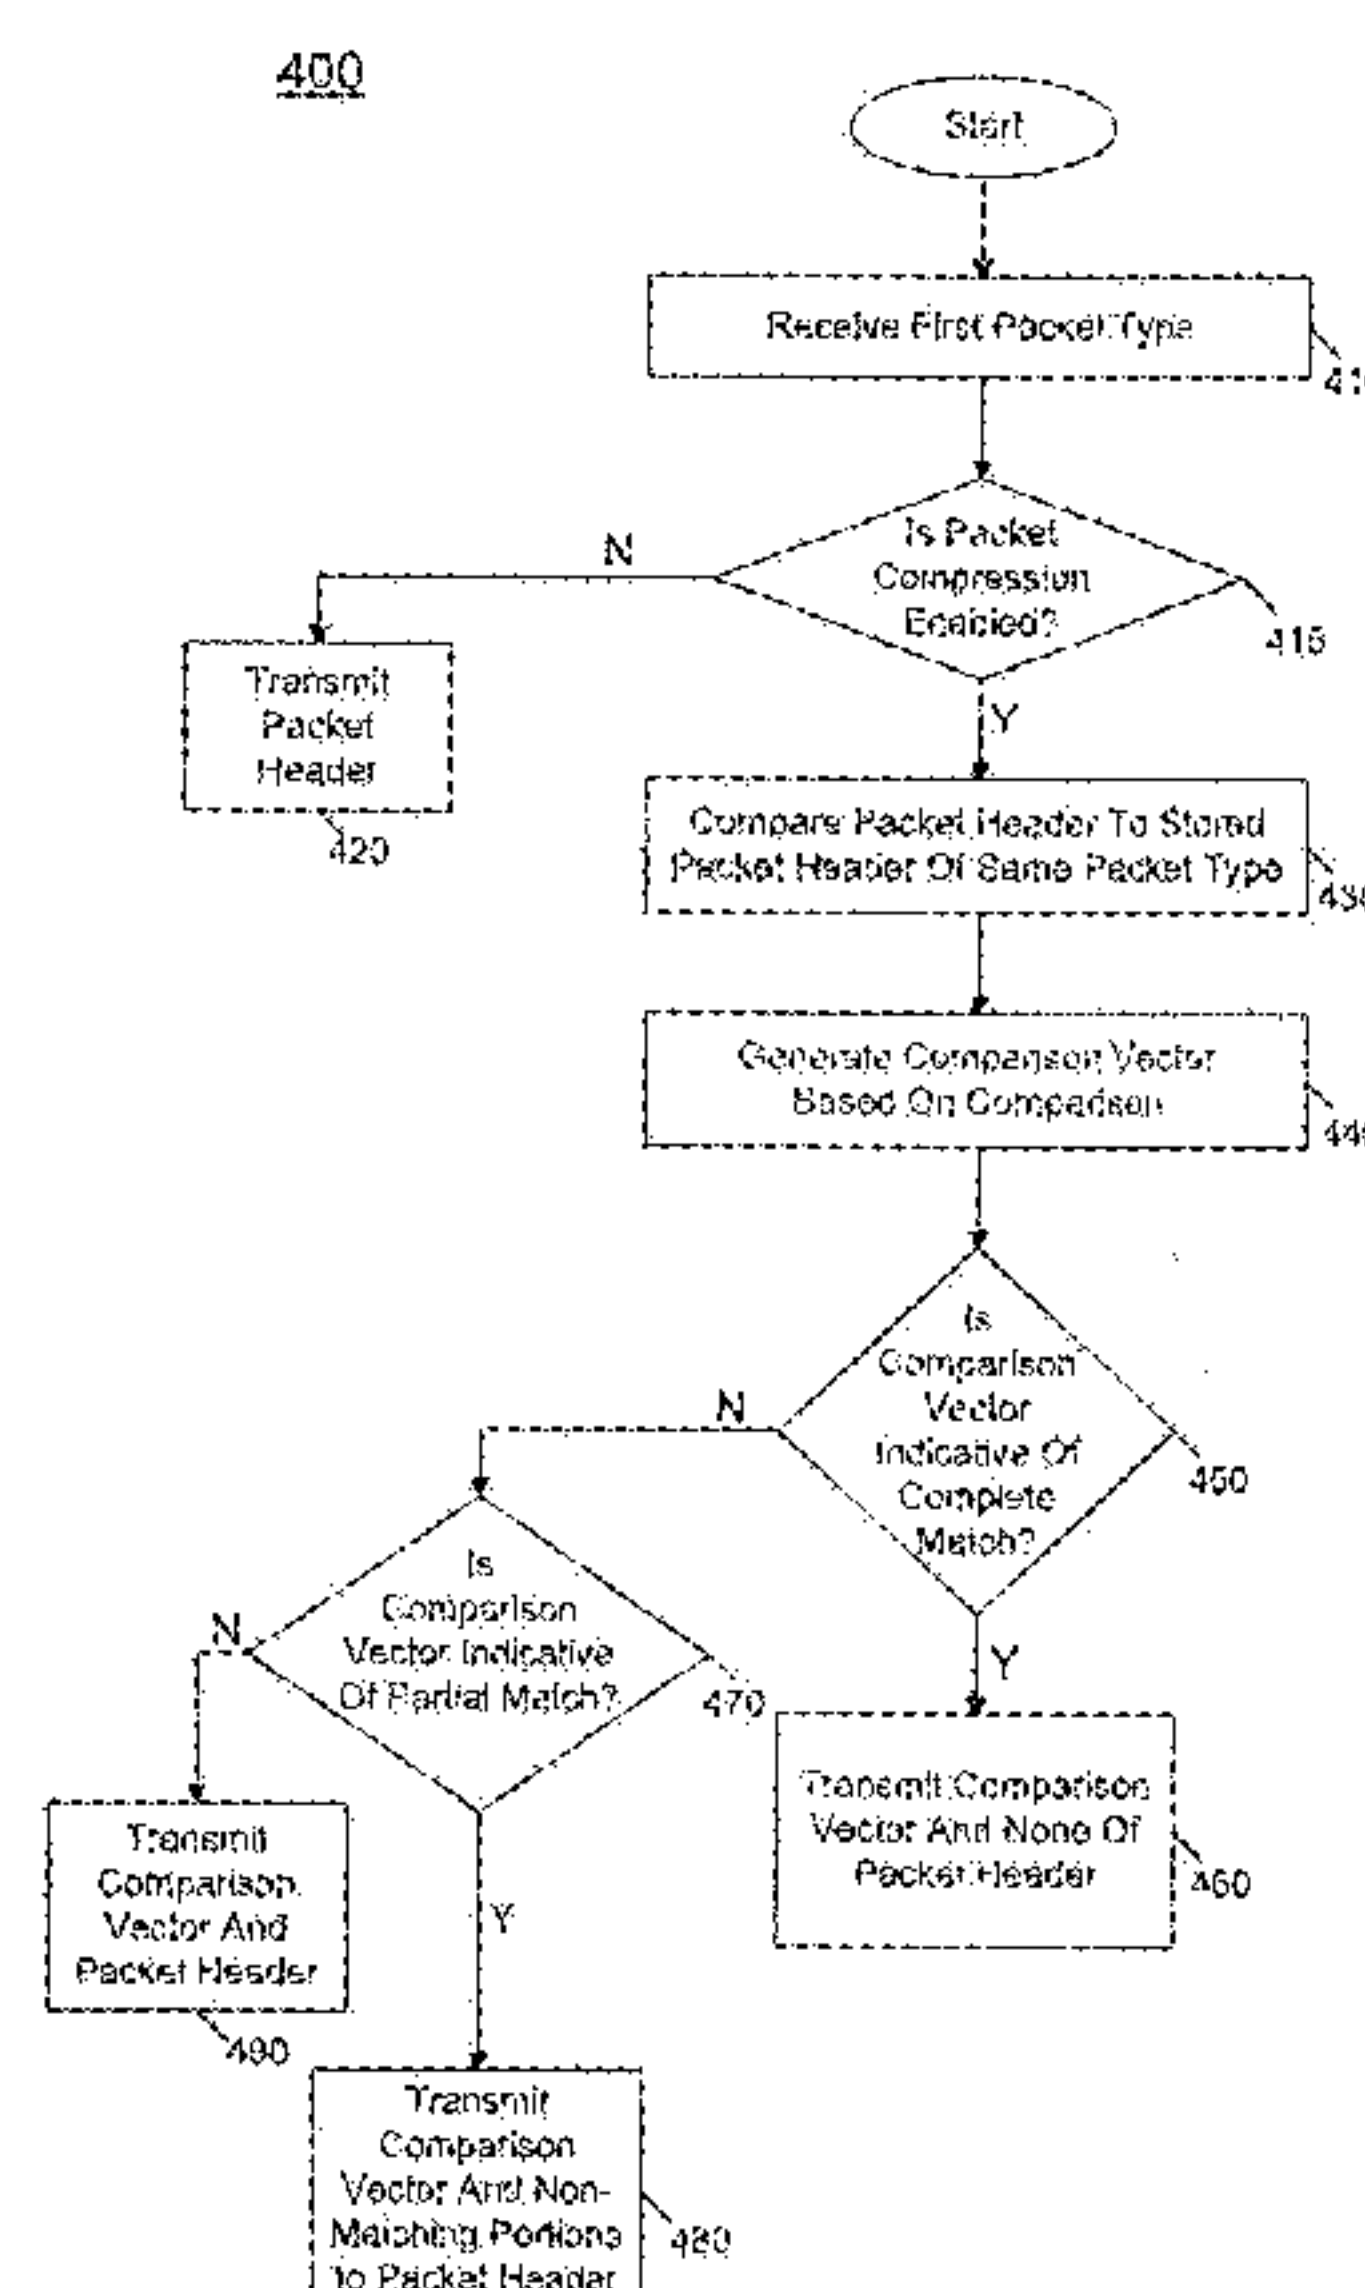 400
Start
Receive First Packet Type
Is Packet
Compression
Enabled?
N
415
Transmit
Packet
Header
420
Y
Compare Packet Header To Stored
Packet Header Of Same Packet Type
Generate Comparison Vector
Based On Comparison
Is
Comparison
Vector
Indicative Of
Complete
Match?
N
450
Is
Comparison
Vector Indicative
Of Partial Match?
N
470
Y
Transmit Comparison
Vector And None Of
Packet Header
460
Transmit
Comparison
Vector And
Packet Header
490
Y
Transmit
Comparison
Vector And Non-
Matching Portions
To Packet Header
480